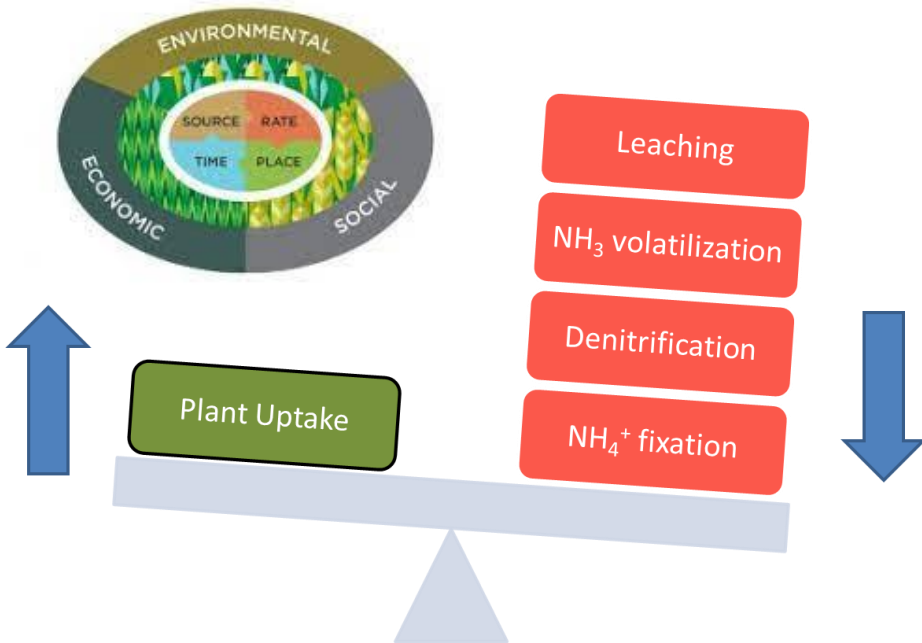 ENVIRONMENTAL
SOURCE
RATE
TIME
PLACE
ECONOMIC
SOCIAL
Leaching
NH₃ volatilization
Denitrification
NH₄⁺ fixation
Plant Uptake